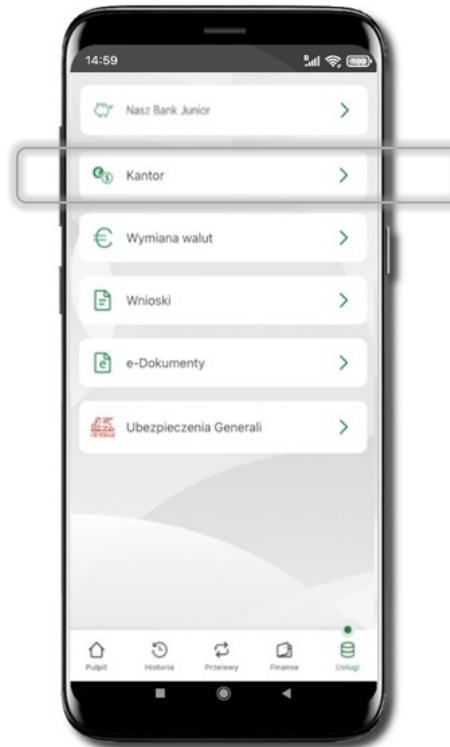 14:59
Nasz Bank Junior
Kantor
Wymiana walut
Wnioski
e-Dokumenty
Ubezpieczenia Generali
Pulpit
Historia
Przelewy
Finanse
Usługi